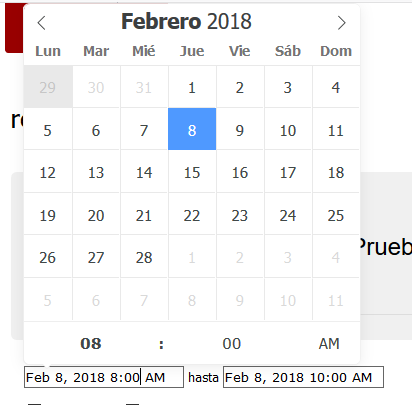 Febrero 2018
Lun Mar Mié Jue Vie Sáb Dom
29 30 31 1 2 3 4
5 6 7 8 9 10 11
12 13 14 15 16 17 18
19 20 21 22 23 24 25
26 27 28 1 2 3 4
5 6 7 8 9 10 11
08 : 00 AM
Feb 8, 2018 8:00 AM hasta Feb 8, 2018 10:00 AM